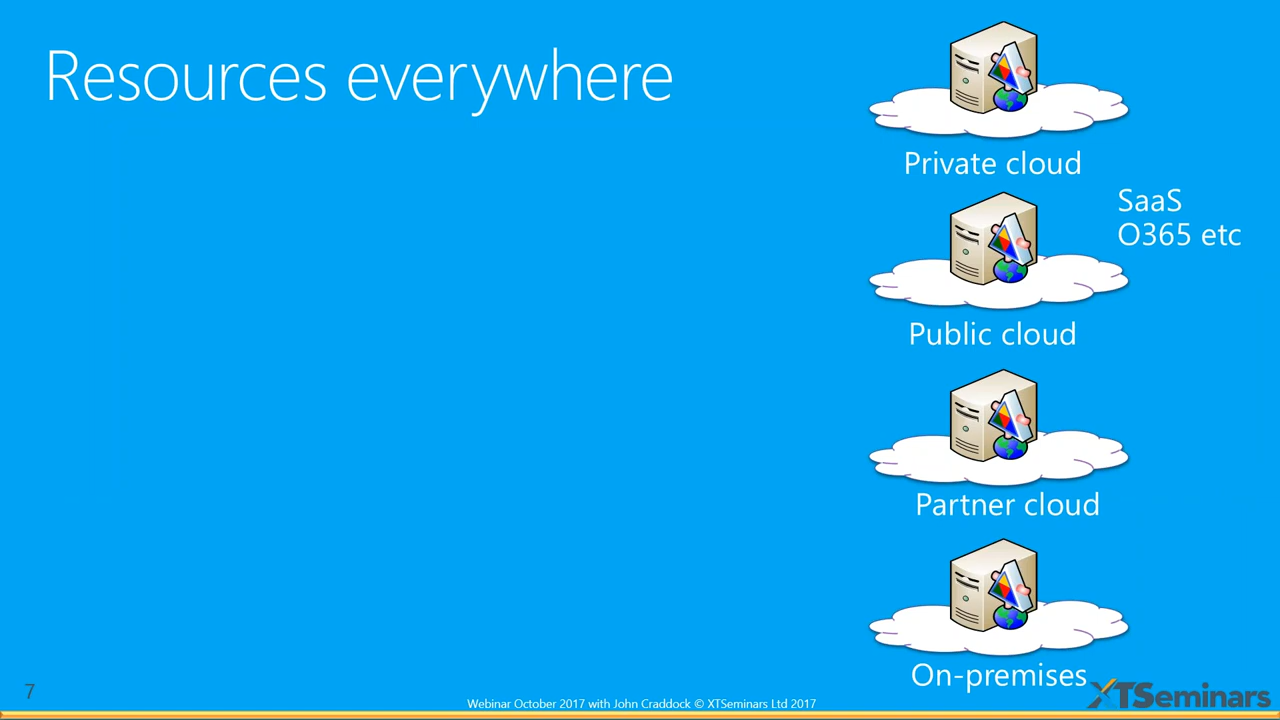 Resources everywhere
Private cloud
SaaS
O365 etc
Public cloud
Partner cloud
On-premises
XTSeminars
7
Webinar October 2017 with John Craddock © XTSeminars Ltd 2017